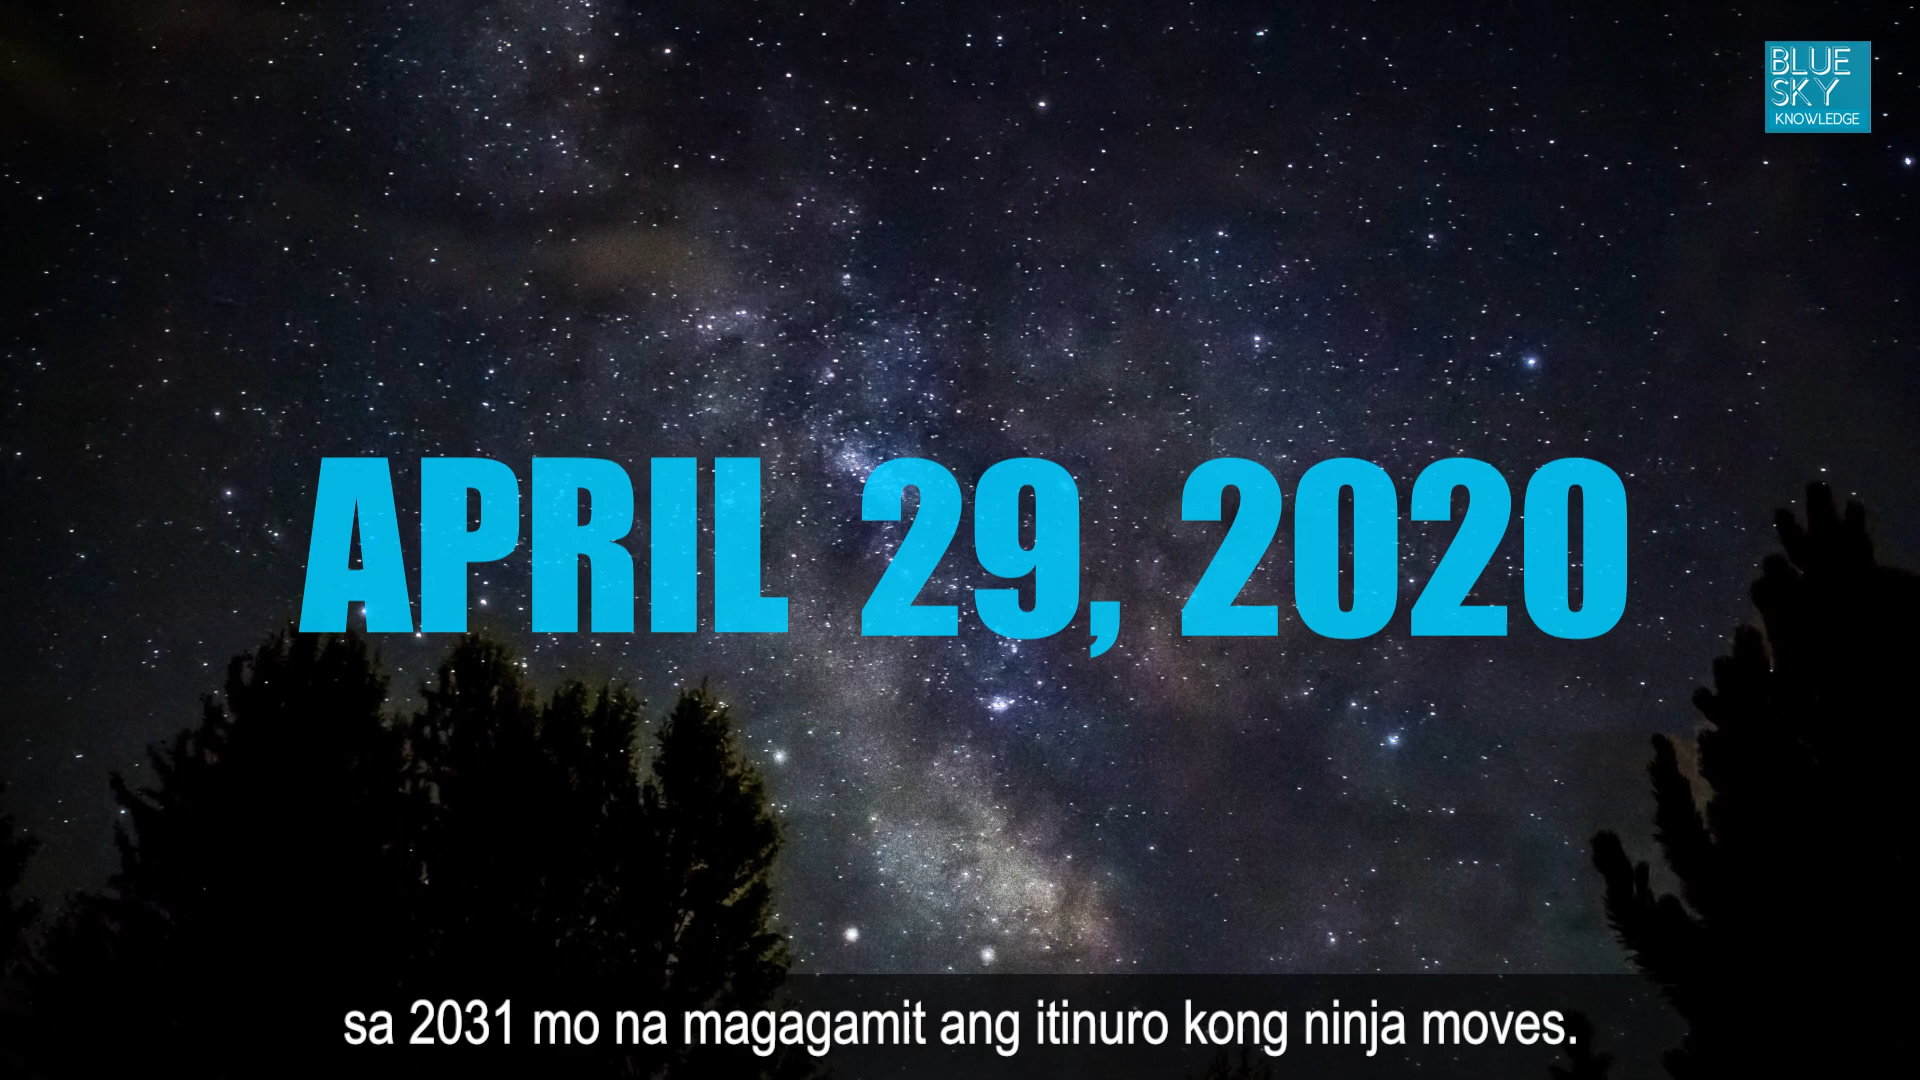 BLUE
SKY
KNOWLEDGE
APRIL 29, 2020
sa 2031 mo na magagamit ang itinuro kong ninja moves.